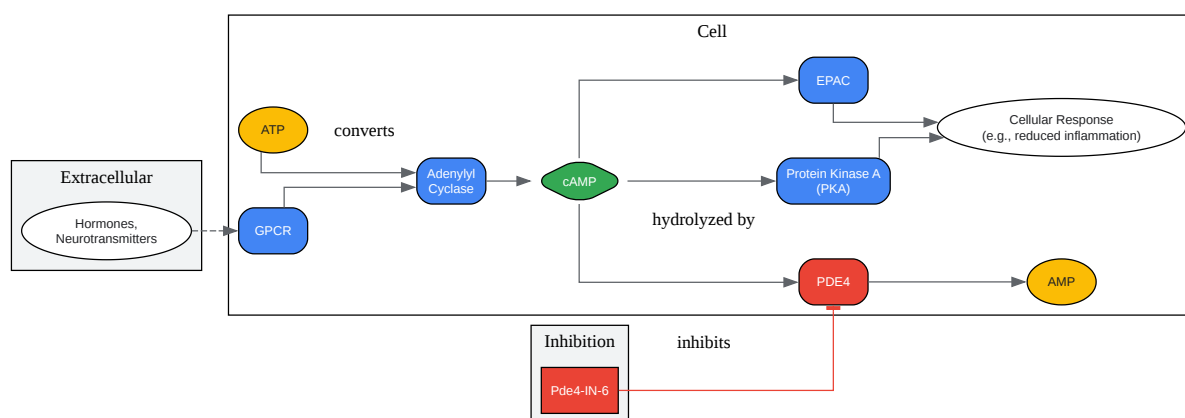 Cell
EPAC
ATP
converts
Cellular Response
(e.g., reduced inflammation)
Extracellular
Adenylyl
Cyclase
cAMP
Protein Kinase A
(PKA)
Hormones,
Neurotransmitters
GPCR
hydrolyzed by
PDE4
AMP
Inhibition
inhibits
Pde4-IN-6